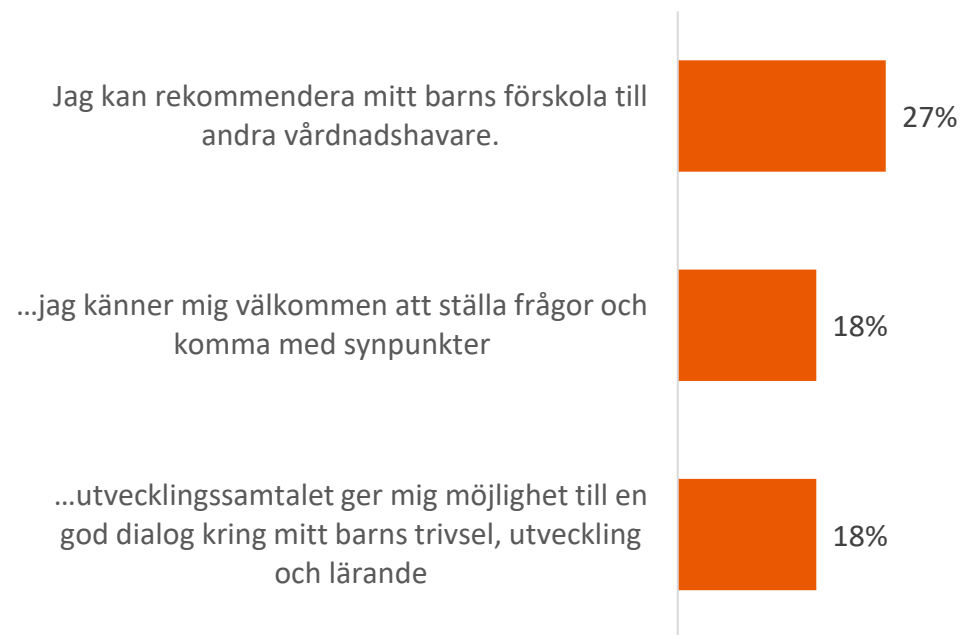 Jag kan rekommendera mitt barns förskola till
andra vårdnadshavare.
27%
...jag känner mig välkommen att ställa frågor och
komma med synpunkter
18%
...utvecklingssamtalet ger mig möjlighet till en
god dialog kring mitt barns trivsel, utveckling
och lärande
18%